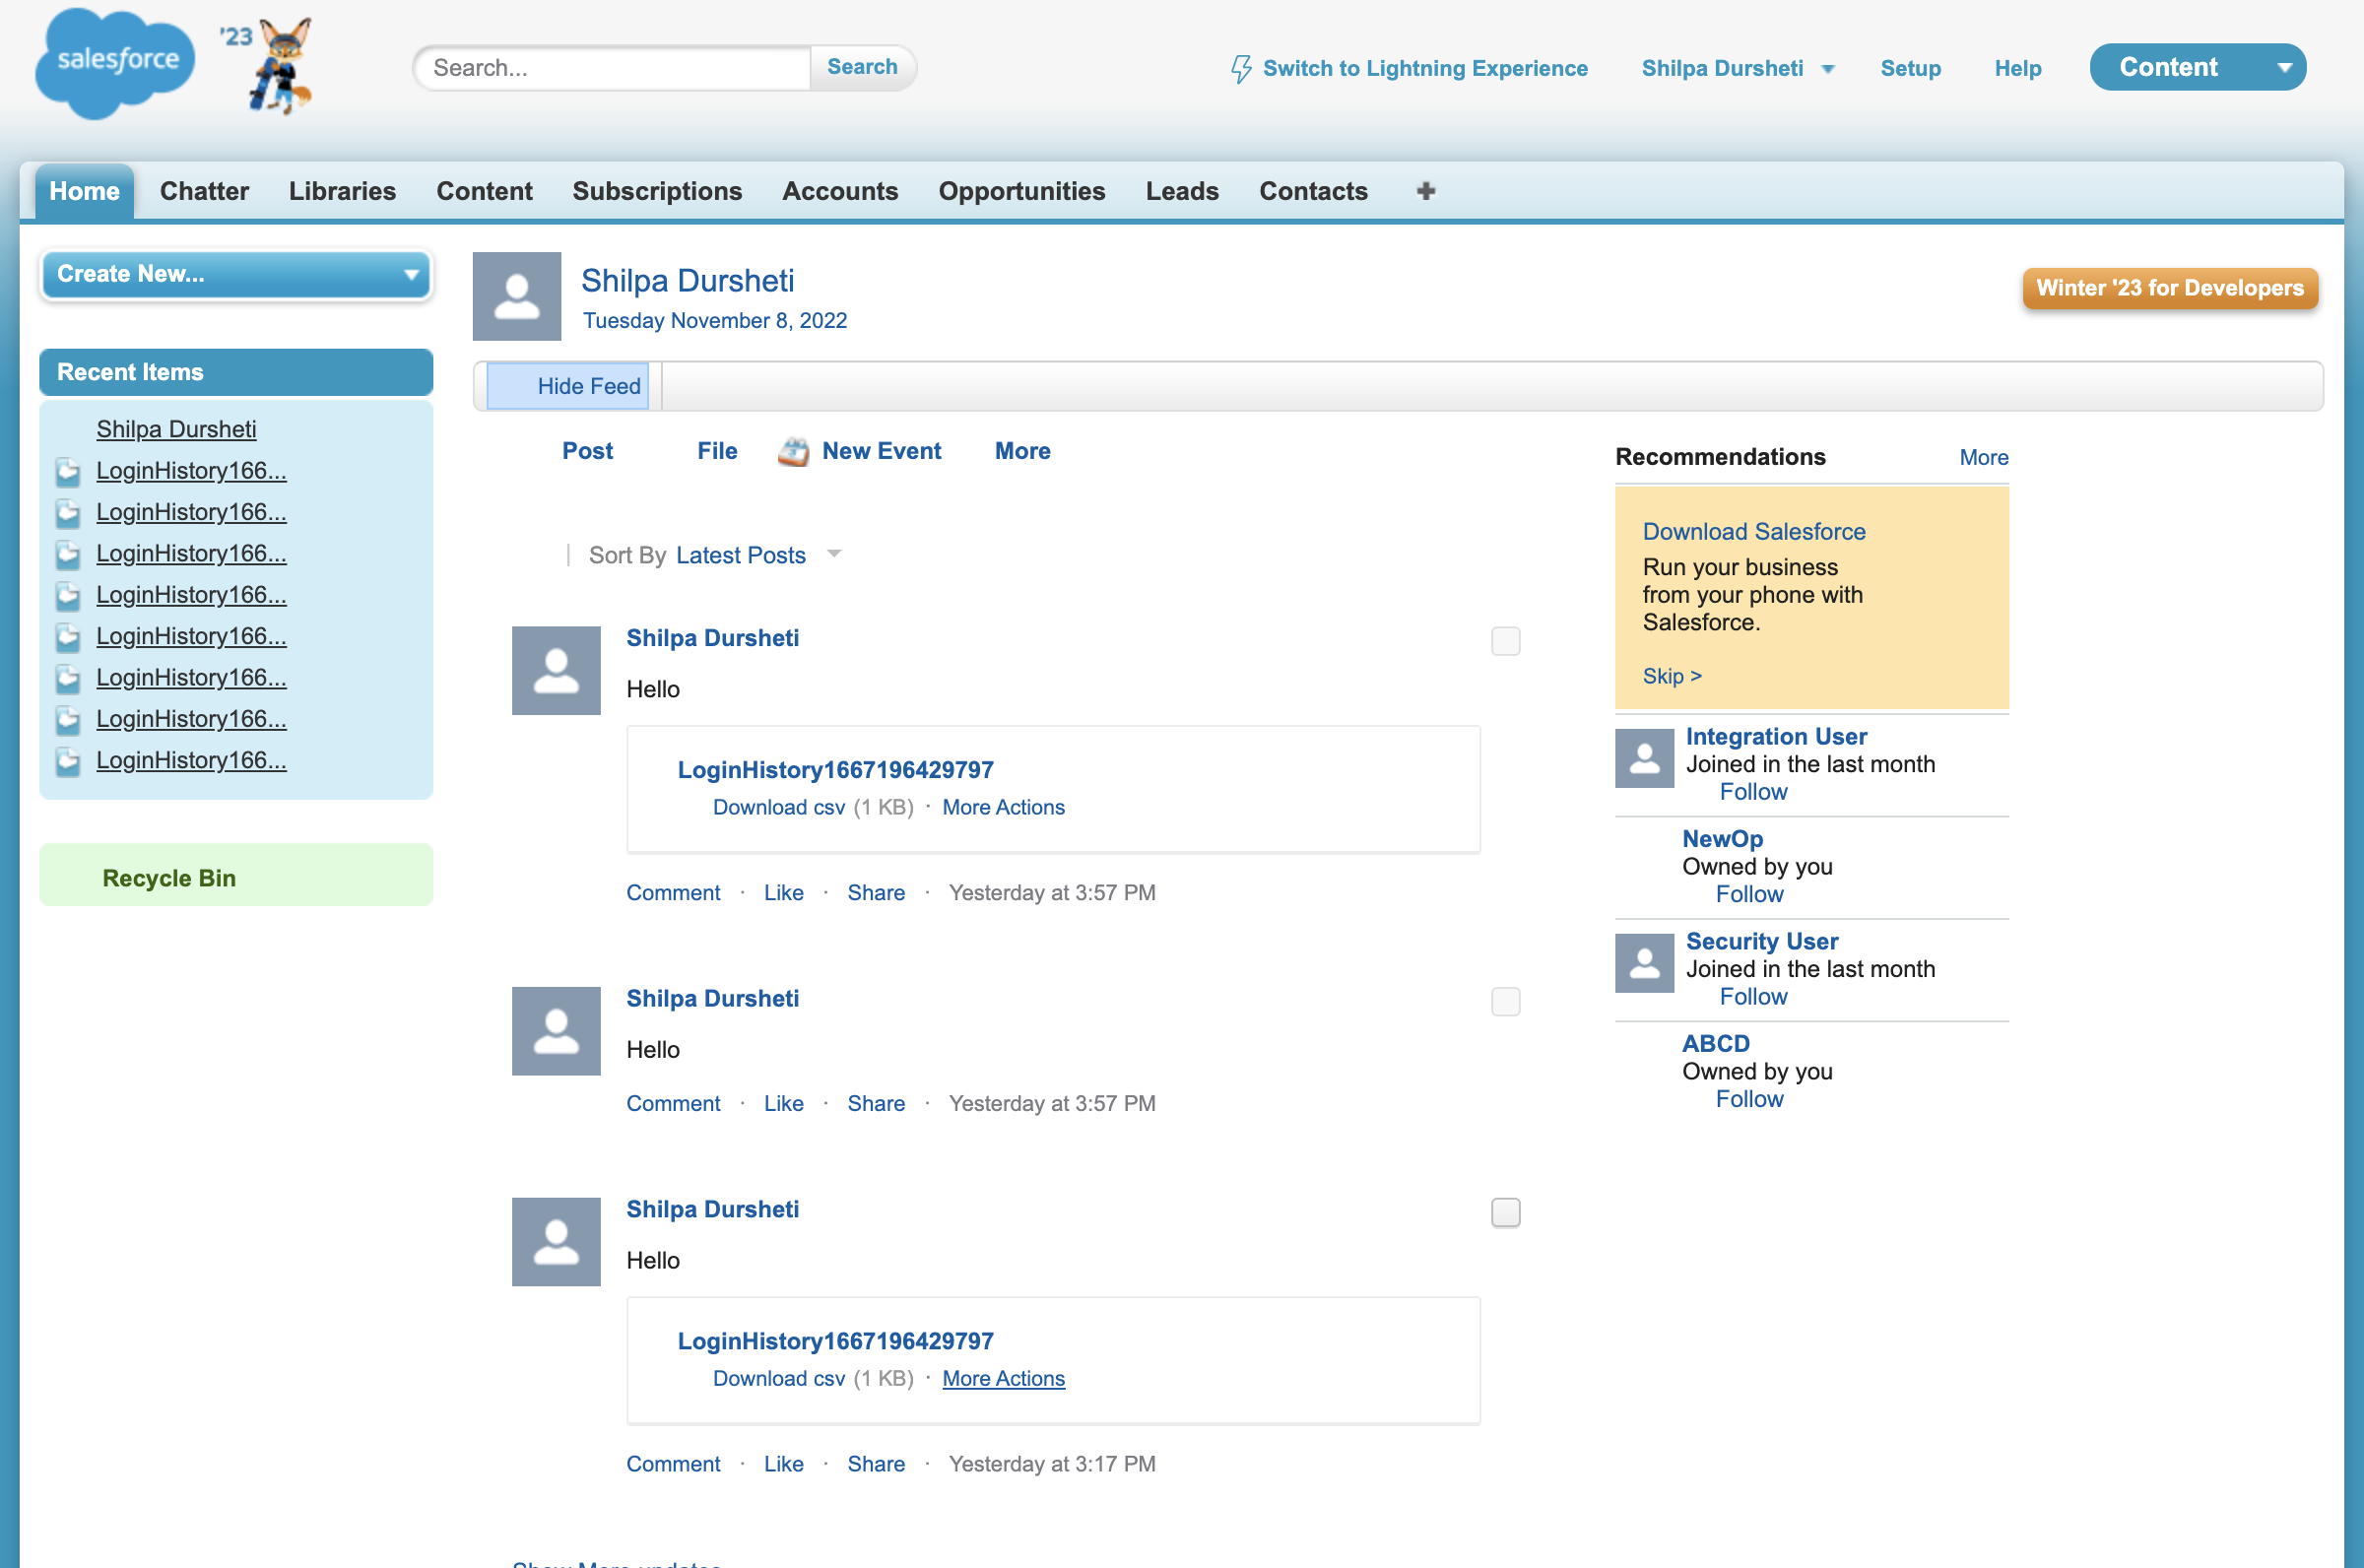 salesforce
'23
Search...
Search
Switch to Lightning Experience
Shilpa Dursheti
Setup
Help
Content
Home
Chatter
Libraries
Content
Subscriptions
Accounts
Opportunities
Leads
Contacts
Create New...
Recent Items
Shilpa Dursheti
LoginHistory166...
LoginHistory166...
LoginHistory166...
LoginHistory166...
LoginHistory166...
LoginHistory166...
LoginHistory166...
LoginHistory166...
Recycle Bin
Shilpa Dursheti
Tuesday November 8, 2022
Winter '23 for Developers
Hide Feed
Post
File
New Event
More
Sort By Latest Posts
Shilpa Dursheti
Hello
LoginHistory1667196429797
Download csv (1 KB) · More Actions
Comment · Like · Share · Yesterday at 3:57 PM
Shilpa Dursheti
Hello
Comment · Like · Share · Yesterday at 3:57 PM
Shilpa Dursheti
Hello
LoginHistory1667196429797
Download csv (1 KB) · More Actions
Comment · Like · Share · Yesterday at 3:17 PM
Show More updates
Recommendations
More
Download Salesforce
Run your business
from your phone with
Salesforce.
Skip >
Integration User
Joined in the last month
Follow
NewOp
Owned by you
Follow
Security User
Joined in the last month
Follow
ABCD
Owned by you
Follow